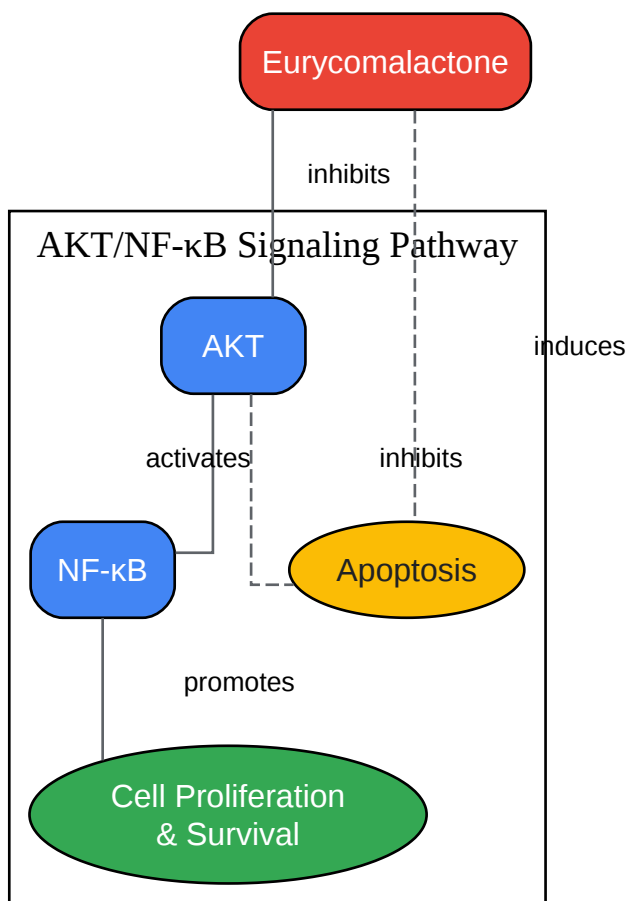 Eurycomalactone
inhibits
AKT/NF-κB Signaling Pathway
AKT
induces
activates
inhibits
NF-κB
Apoptosis
promotes
Cell Proliferation
& Survival